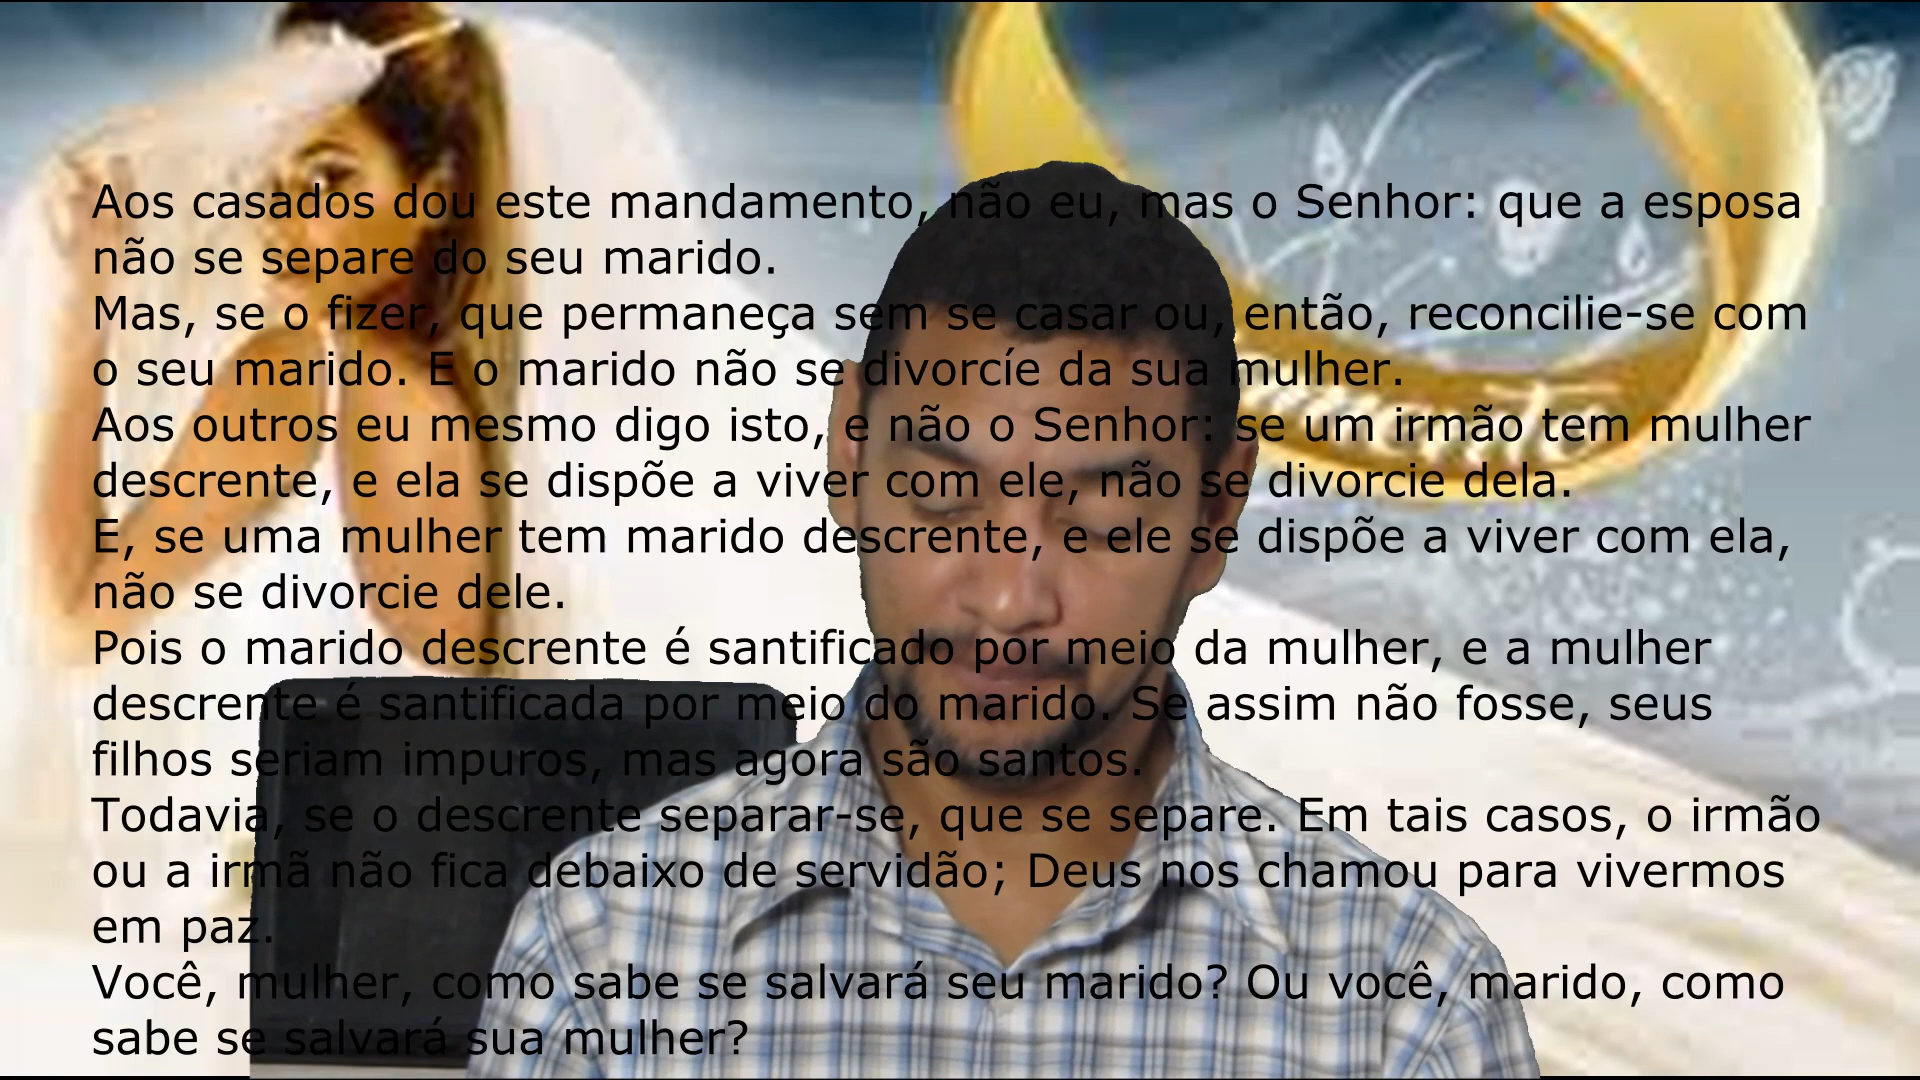 Aos casados dou este mandamento, não eu, mas o Senhor: que a esposa
não se separe do seu marido.
Mas, se o fizer, que permaneça sem se casar ou, então, reconcilie-se com
o seu marido. E o marido não se divorcíe da sua mulher.
Aos outros eu mesmo digo isto, e não o Senhor: se um irmão tem mulher
descrente, e ela se dispõe a viver com ele, não se divorcie dela.
E, se uma mulher tem marido descrente, e ele se dispõe a viver com ela,
não se divorcie dele.
Pois o marido descrente é santificado por meio da mulher, e a mulher
descrente é santificada por meio do marido. Se assim não fosse, seus
filhos seriam impuros, mas agora são santos.
Todavia, se o descrente separar-se, que se separe. Em tais casos, o irmão
ou a irmã não fica debaixo de servidão; Deus nos chamou para vivermos
em paz.
Você, mulher, como sabe se salvará seu marido? Ou você, marido, como
sabe se salvará sua mulher?